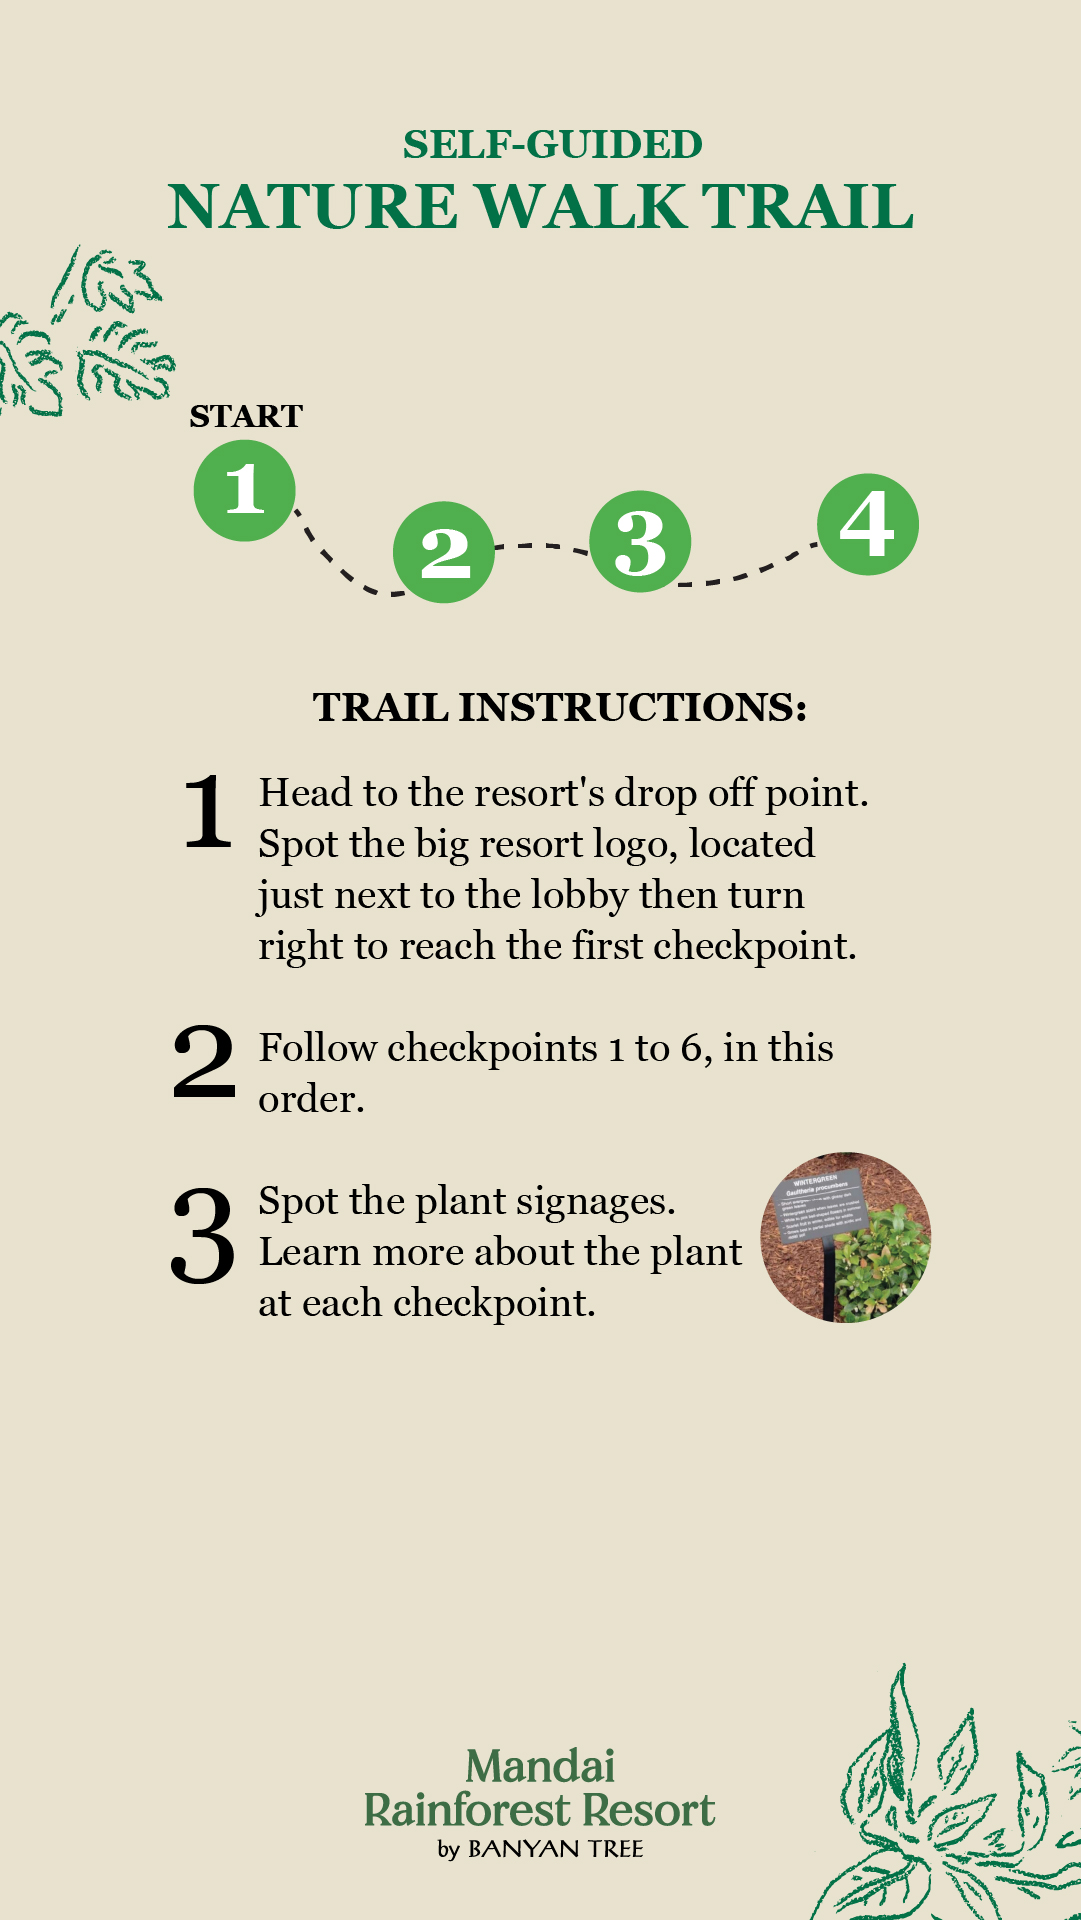 SELF-GUIDED
NATURE WALK TRAIL
START
1
2
3
4
TRAIL INSTRUCTIONS:
1 Head to the resort's drop off point.
Spot the big resort logo, located
just next to the lobby then turn
right to reach the first checkpoint.
2 Follow checkpoints 1 to 6, in this
order.
3 Spot the plant signages.
Learn more about the plant
at each checkpoint.
WINTERGREEN
Gaultheria procumbens
Mandai
Rainforest Resort
by BANYAN TREE